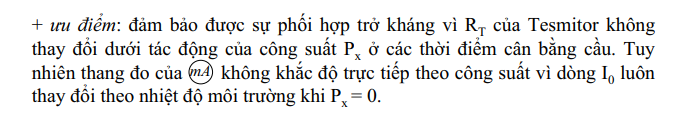 + ưu điểm: đảm bảo được sự phối hợp trở kháng vì R_T của Tesmitor không
thay đổi dưới tác động của công suất P_x ở các thời điểm cân bằng cầu. Tuy
nhiên thang đo của mA không khắc độ trực tiếp theo công suất vì dòng I_0 luôn
thay đổi theo nhiệt độ môi trường khi P_x = 0.